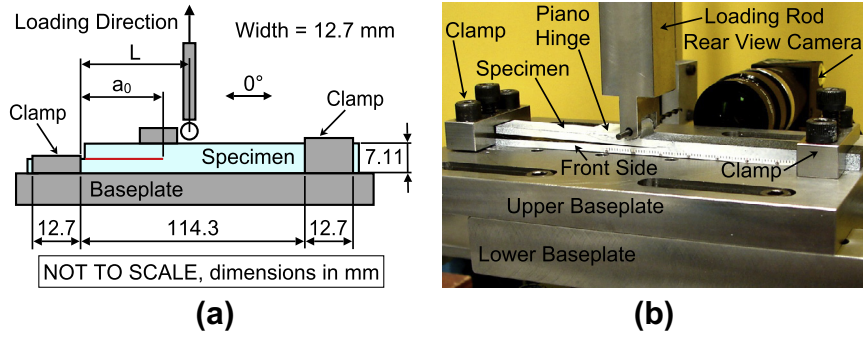 Loading Direction
Width = 12.7 mm
L
a0
0°
Clamp
Clamp
Specimen
7.11
Baseplate
12.7
114.3
12.7
NOT TO SCALE, dimensions in mm
(a)
Piano
Hinge
Loading Rod
Clamp
Rear View Camera
Specimen
Front Side
Clamp
Upper Baseplate
Lower Baseplate
(b)